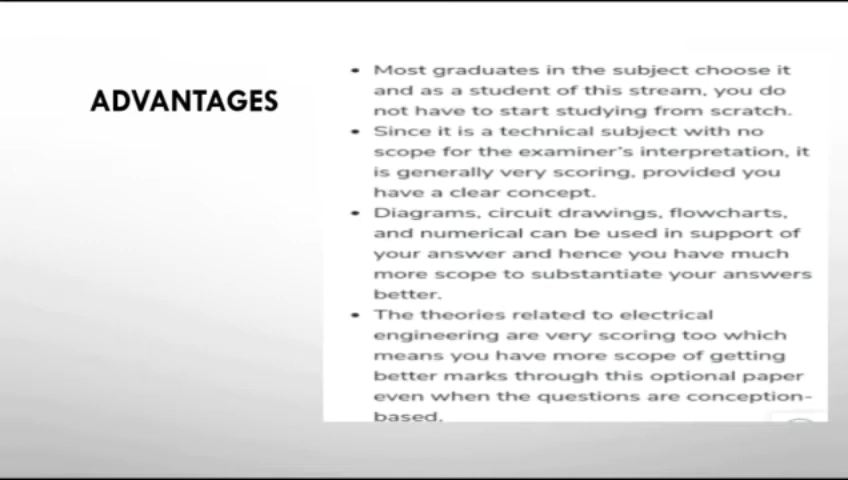 ADVANTAGES
• Most graduates in the subject choose it
and as a student of this stream, you do
not have to start studying from scratch.
• Since it is a technical subject with no
scope for the examiner's interpretation, it
is generally very scoring, provided you
have a clear concept.
• Diagrams, circuit drawings, flowcharts,
and numerical can be used in support of
your answer and hence you have much
more scope to substantiate your answers
better.
• The theories related to electrical
engineering are very scoring too which
means you have more scope of getting
better marks through this optional paper
even when the questions are conception-
based.